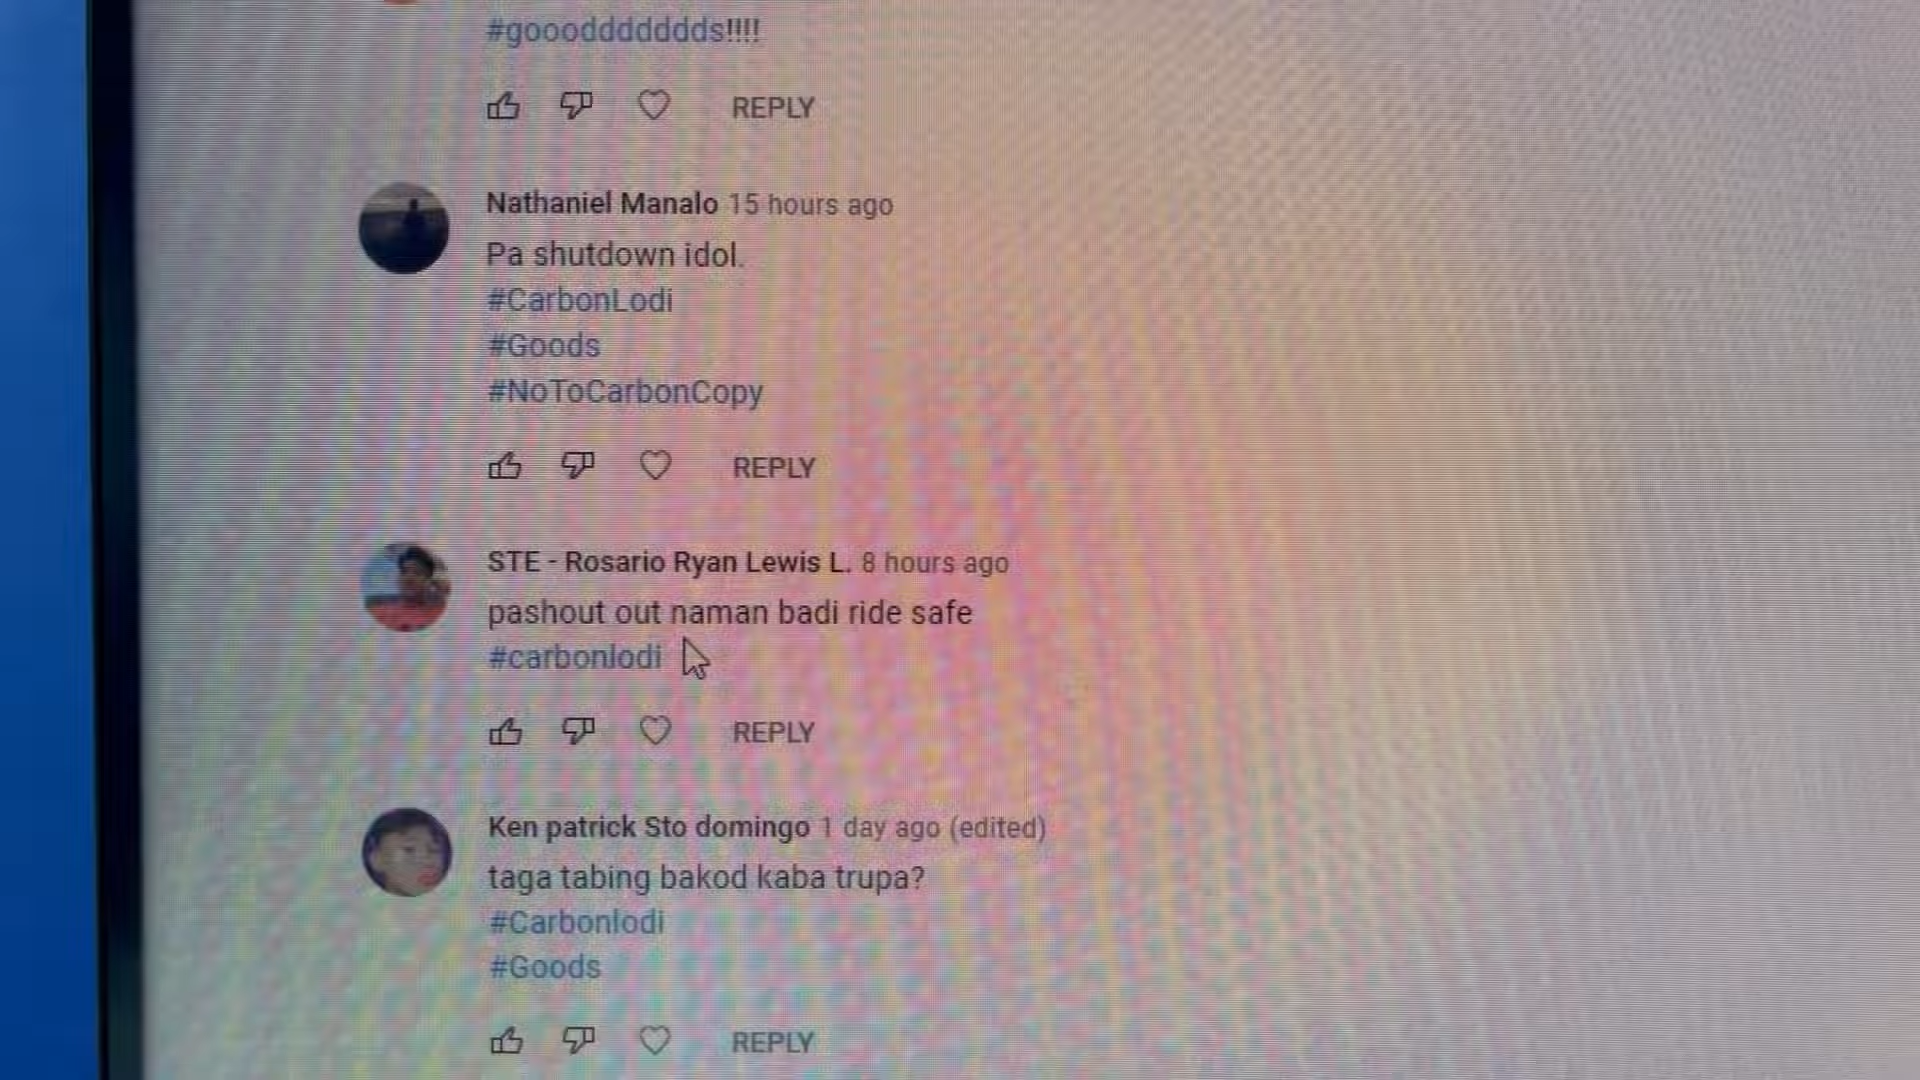 #goooddddddds!!!!
REPLY
Nathaniel Manalo 15 hours ago
Pa shutdown idol.
#CarbonLodi
#Goods
#NoToCarbonCopy
REPLY
STE - Rosario Ryan Lewis L. 8 hours ago
pashout out naman badi ride safe
#carbonlodi
REPLY
Ken patrick Sto domingo 1 day ago (edited)
taga tabing bakod kaba trupa?
#Carbonlodi
#Goods
REPLY